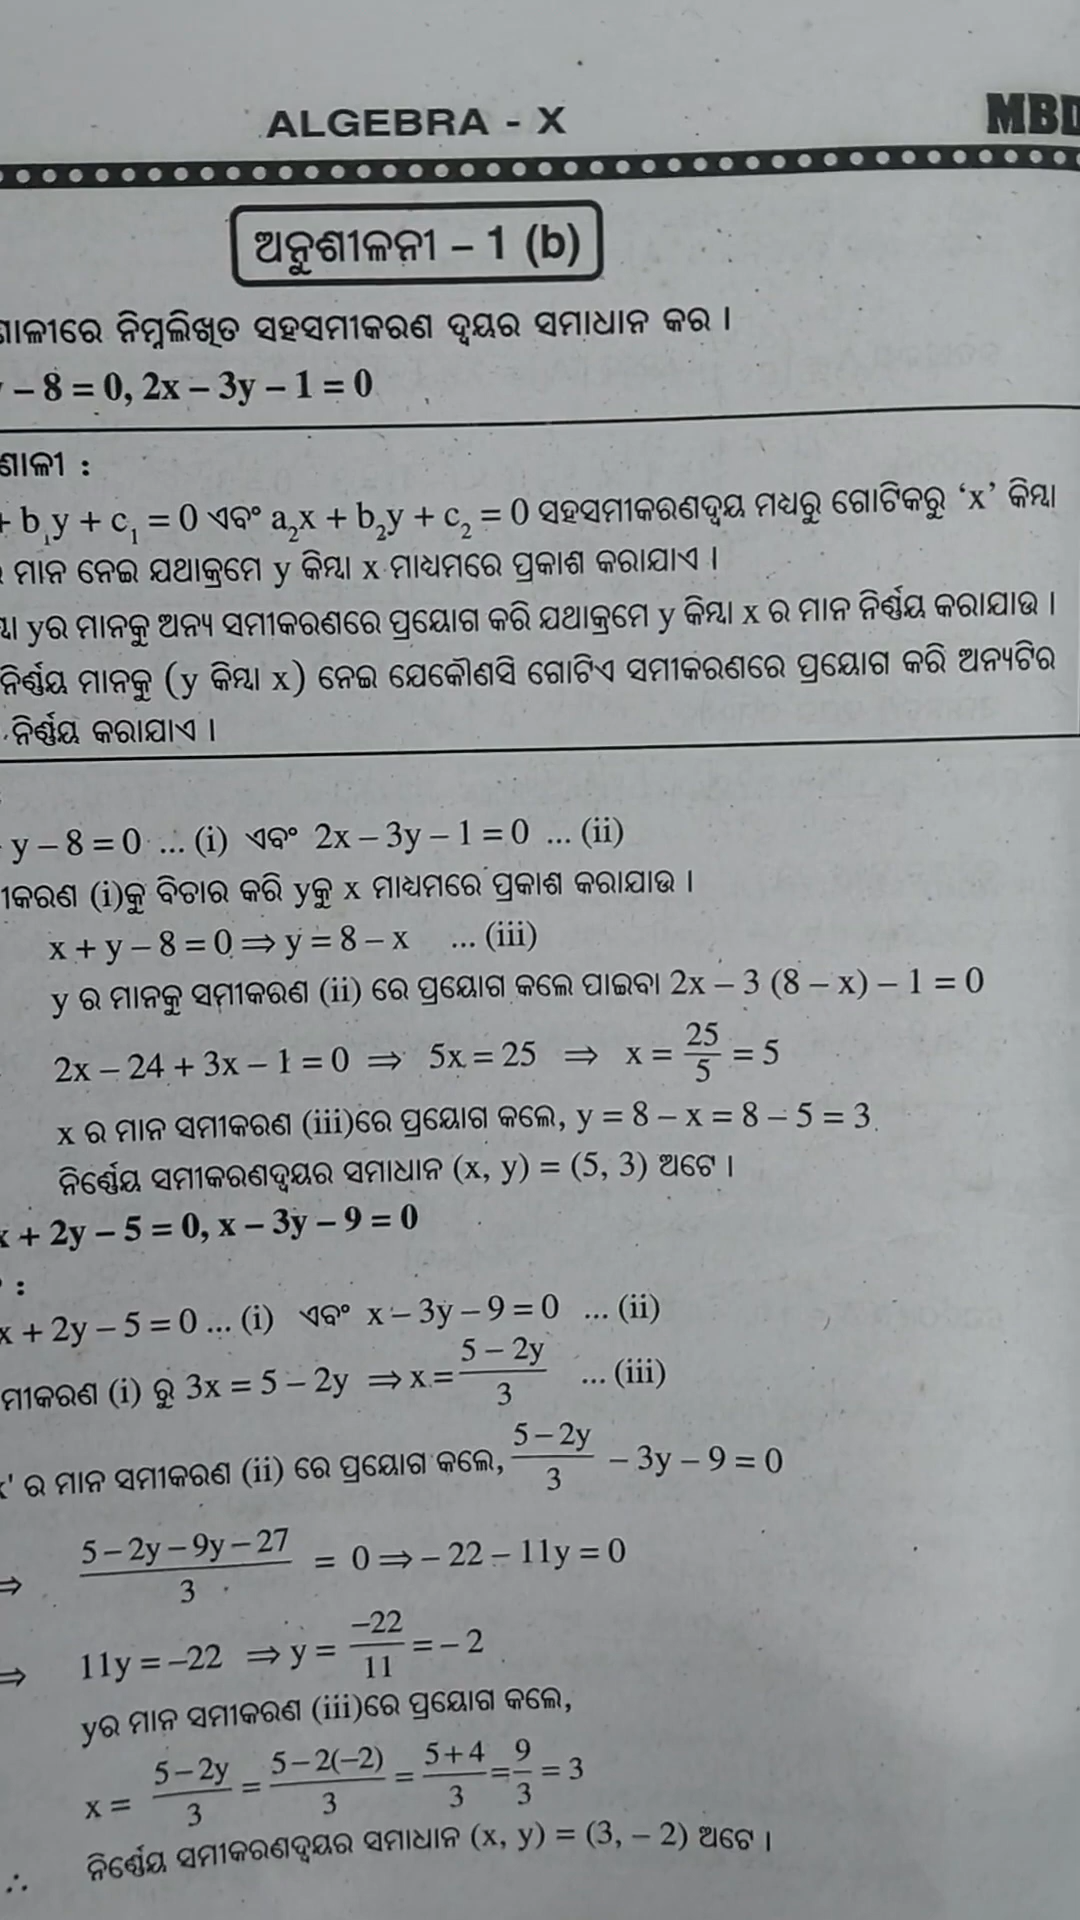 ALGEBRA - X
ଅନୁଶୀଳନୀ – 1 (b)
ନିମ୍ନଲିଖିତ ସହସମୀକରଣ ଦ୍ୱୟର ସମାଧାନ କର ।
– 8 = 0, 2x – 3y – 1 = 0
:
+ b₁y + c₁ = 0 ଏବଂ a₂x + b₂y + c₂ = 0 ସହସମୀକରଣଦ୍ୱୟ ମଧ୍ୟରୁ ଗୋଟିକରୁ ‘x’ କିମ୍ବା
ମାନ ନେଇ ଯଥାକ୍ରମେ y କିମ୍ବା x ମାଧ୍ୟମରେ ପ୍ରକାଶ କରାଯାଏ ।
yର ମାନକୁ ଅନ୍ୟ ସମୀକରଣରେ ପ୍ରୟୋଗ କରି ଯଥାକ୍ରମେ y କିମ୍ବା x ର ମାନ ନିର୍ଣ୍ଣୟ କରାଯାଉ ।
ନିର୍ଣ୍ଣୟ ମାନକୁ (y କିମ୍ବା x) ନେଇ ଯେକୌଣସି ଗୋଟିଏ ସମୀକରଣରେ ପ୍ରୟୋଗ କରି ଅନ୍ୟଟିର
ନିର୍ଣ୍ଣୟ କରାଯାଏ ।
y – 8 = 0 ... (i) ଏବଂ 2x – 3y – 1 = 0 ... (ii)
(i)କୁ ବିଚାର କରି yକୁ x ମାଧ୍ୟମରେ ପ୍ରକାଶ କରାଯାଉ ।
x + y – 8 = 0 ⇒ y = 8 – x ... (iii)
y ର ମାନକୁ ସମୀକରଣ (ii) ରେ ପ୍ରୟୋଗ କଲେ ପାଇବା 2x – 3 (8 – x) – 1 = 0
2x – 24 + 3x – 1 = 0 ⇒ 5x = 25 ⇒ x = 25/5 = 5
x ର ମାନ ସମୀକରଣ (iii)ରେ ପ୍ରୟୋଗ କଲେ, y = 8 – x = 8 – 5 = 3
ନିର୍ଣ୍ଣେୟ ସମୀକରଣଦ୍ୱୟର ସମାଧାନ (x, y) = (5, 3) ଅଟେ ।
x + 2y – 5 = 0, x – 3y – 9 = 0
:
x + 2y – 5 = 0 ... (i) ଏବଂ x – 3y – 9 = 0 ... (ii)
(i) ରୁ 3x = 5 – 2y ⇒ x = (5 – 2y)/3 ... (iii)
' ର ମାନ ସମୀକରଣ (ii) ରେ ପ୍ରୟୋଗ କଲେ, (5 – 2y)/3 – 3y – 9 = 0
⇒ (5 – 2y – 9y – 27)/3 = 0 ⇒ – 22 – 11y = 0
⇒ 11y = –22 ⇒ y = –22/11 = – 2
yର ମାନ ସମୀକରଣ (iii)ରେ ପ୍ରୟୋଗ କଲେ,
x = (5 – 2y)/3 = (5 – 2(–2))/3 = (5 + 4)/3 = 9/3 = 3
∴ ନିର୍ଣ୍ଣେୟ ସମୀକରଣଦ୍ୱୟର ସମାଧାନ (x, y) = (3, – 2) ଅଟେ ।